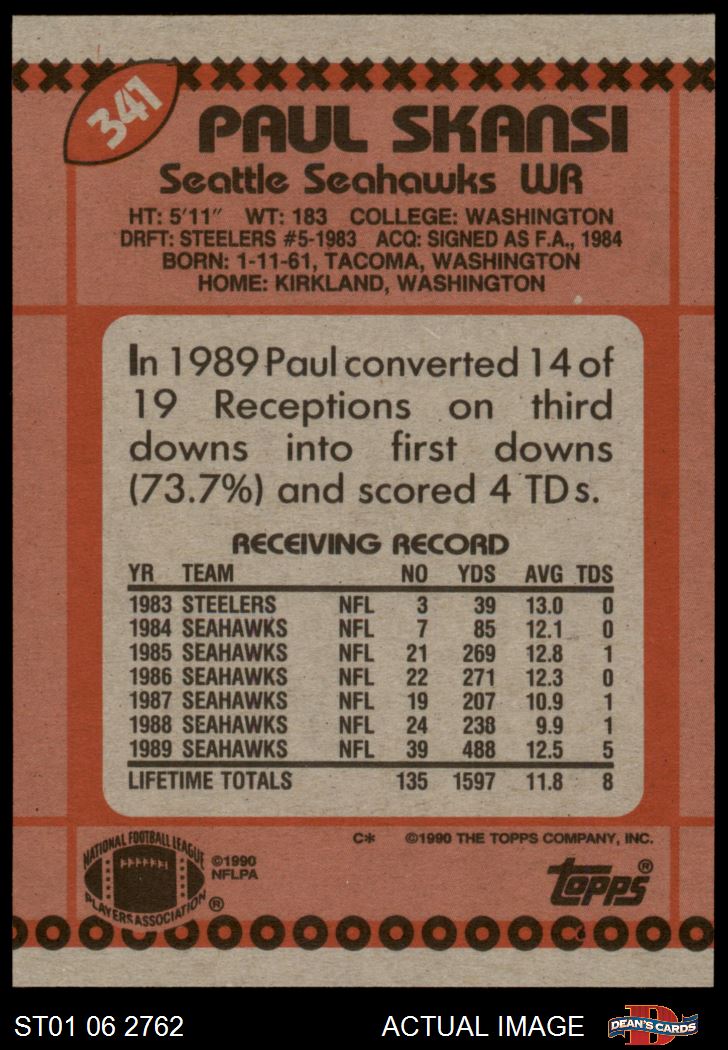 341
PAUL SKANSI
Seattle Seahawks WR
HT: 5'11" WT: 183 COLLEGE: WASHINGTON
DRFT: STEELERS #5-1983 ACQ: SIGNED AS F.A., 1984
BORN: 1-11-61, TACOMA, WASHINGTON
HOME: KIRKLAND, WASHINGTON
In 1989 Paul converted 14 of
19 Receptions on third
downs into first downs
(73.7%) and scored 4 TDs.
RECEIVING RECORD
YR TEAM NO YDS AVG TDS
1983 STEELERS NFL 3 39 13.0 0
1984 SEAHAWKS NFL 7 85 12.1 0
1985 SEAHAWKS NFL 21 269 12.8 1
1986 SEAHAWKS NFL 22 271 12.3 0
1987 SEAHAWKS NFL 19 207 10.9 1
1988 SEAHAWKS NFL 24 238 9.9 1
1989 SEAHAWKS NFL 39 488 12.5 5
LIFETIME TOTALS 135 1597 11.8 8
C* ©1990 THE TOPPS COMPANY, INC.
NATIONAL FOOTBALL LEAGUE
PLAYERS ASSOCIATION ®
©1990
NFLPA
topps®
ST01 06 2762 ACTUAL IMAGE
D
DEAN'S CARDS